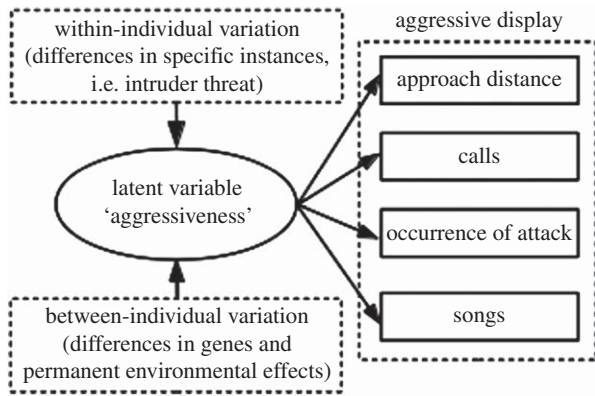 within-individual variation
(differences in specific instances,
i.e. intruder threat)
latent variable
‘aggressiveness’
between-individual variation
(differences in genes and
permanent environmental effects)
aggressive display
approach distance
calls
occurrence of attack
songs